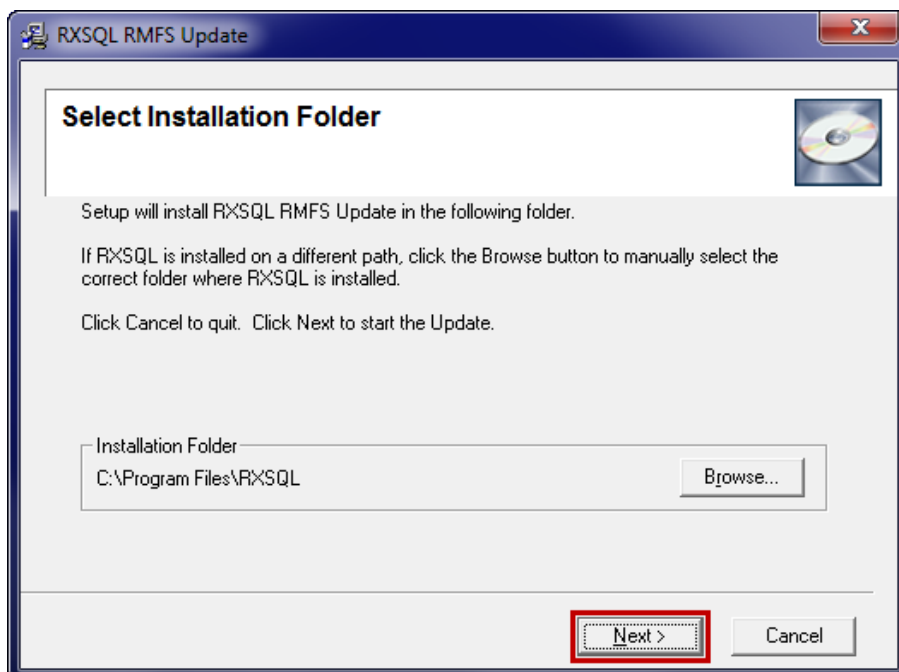 RXSQL RMFS Update
Select Installation Folder
Setup will install RXSQL RMFS Update in the following folder.
If RXSQL is installed on a different path, click the Browse button to manually select the
correct folder where RXSQL is installed.
Click Cancel to quit.  Click Next to start the Update.
Installation Folder
C:\Program Files\RXSQL
Browse...
Next >
Cancel